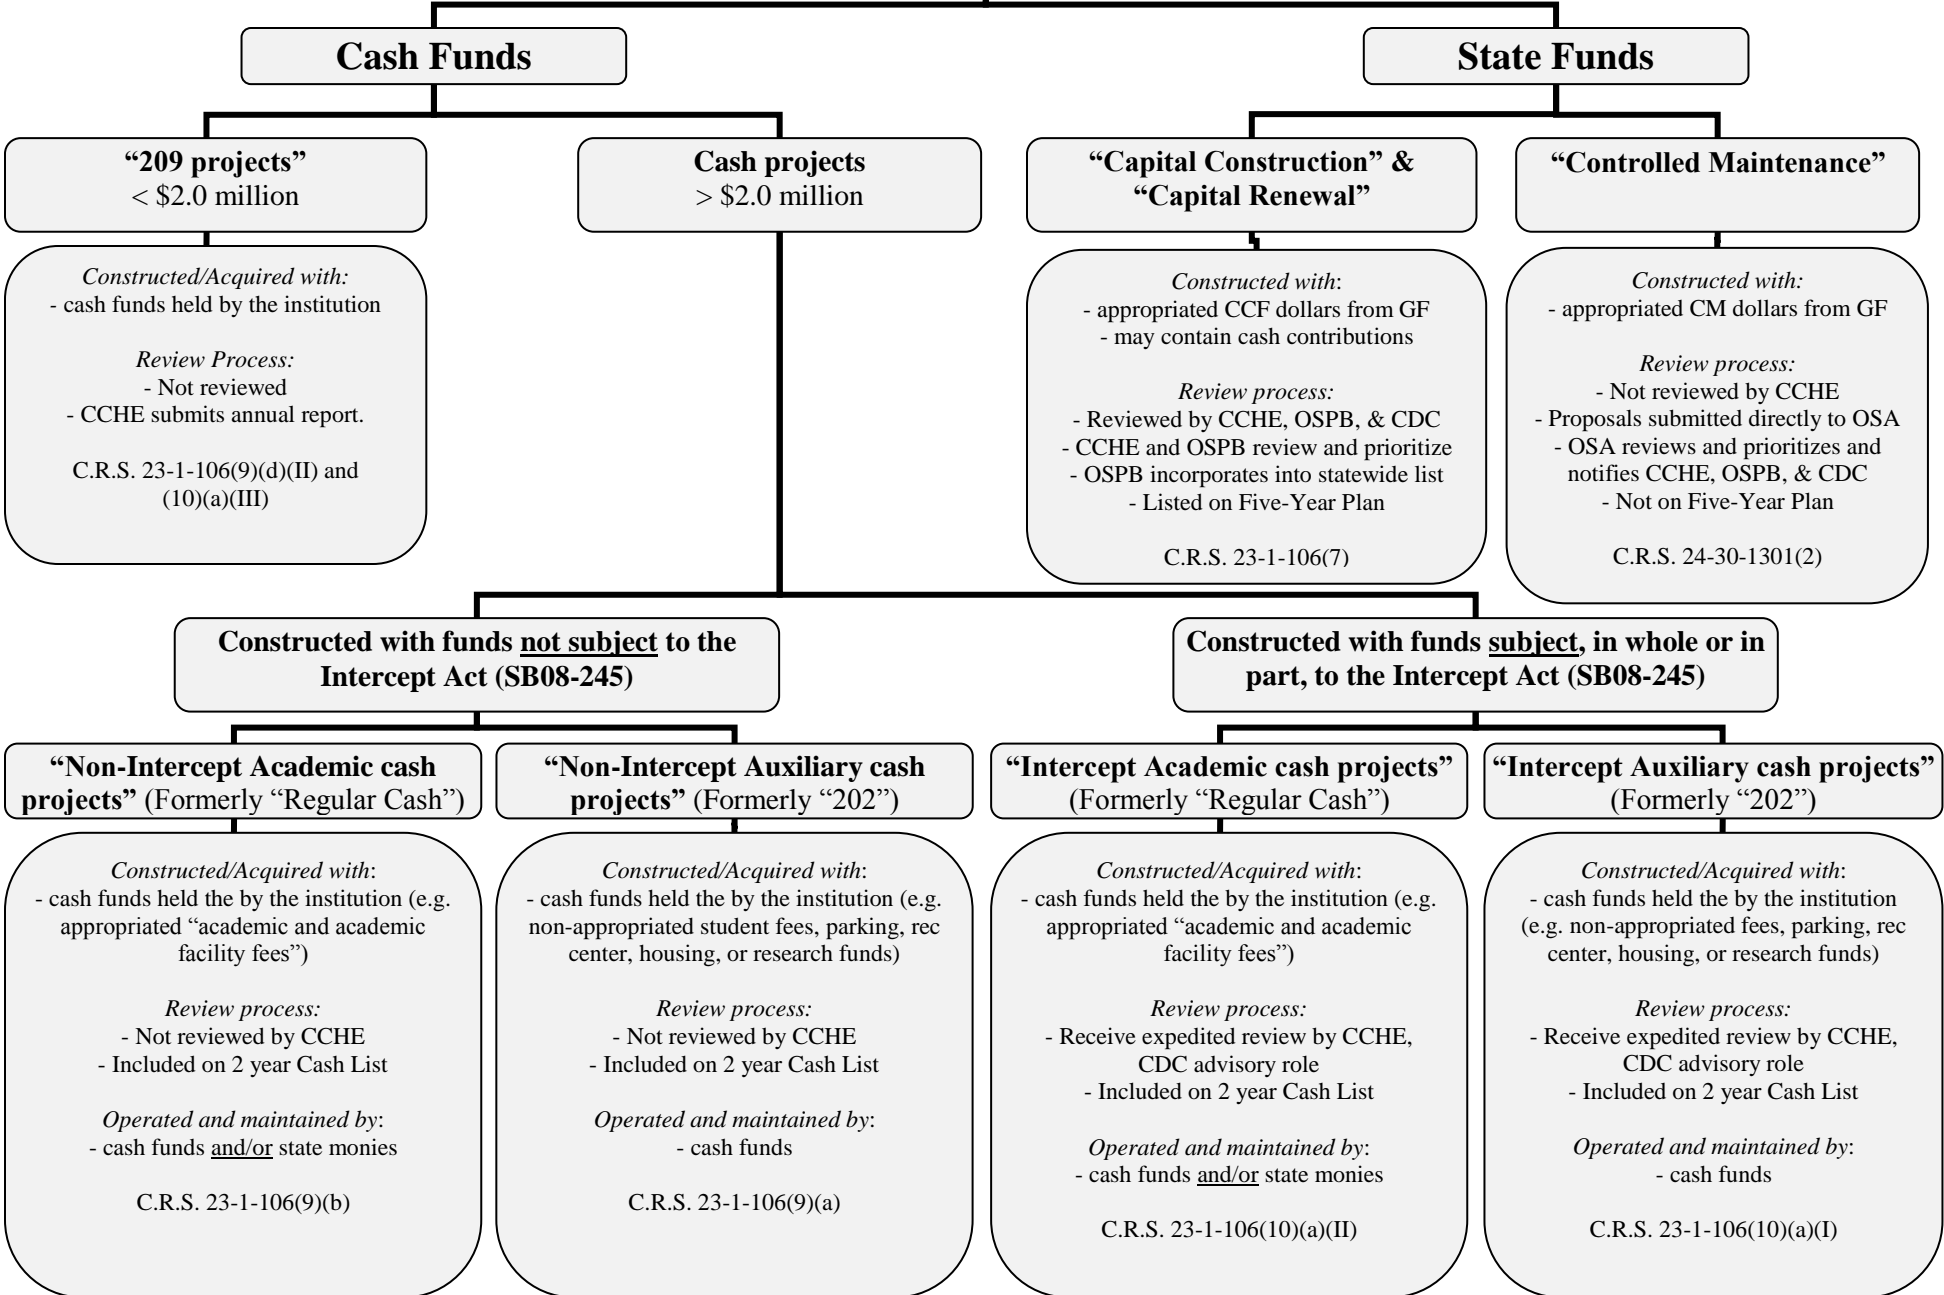 Cash Funds
State Funds
“209 projects”
< $2.0 million
Cash projects
> $2.0 million
“Capital Construction” &
“Capital Renewal”
“Controlled Maintenance”
Constructed/Acquired with:
- cash funds held by the institution
Review Process:
- Not reviewed
- CCHE submits annual report.
C.R.S. 23-1-106(9)(d)(II) and
(10)(a)(III)
Constructed with:
- appropriated CCF dollars from GF
- may contain cash contributions
Review process:
- Reviewed by CCHE, OSPB, & CDC
- CCHE and OSPB review and prioritize
- OSPB incorporates into statewide list
- Listed on Five-Year Plan
C.R.S. 23-1-106(7)
Constructed with:
- appropriated CM dollars from GF
Review process:
- Not reviewed by CCHE
- Proposals submitted directly to OSA
- OSA reviews and prioritizes and
notifies CCHE, OSPB, & CDC
- Not on Five-Year Plan
C.R.S. 24-30-1301(2)
Constructed with funds not subject to the
Intercept Act (SB08-245)
Constructed with funds subject, in whole or in
part, to the Intercept Act (SB08-245)
“Non-Intercept Academic cash
projects” (Formerly “Regular Cash”)
“Non-Intercept Auxiliary cash
projects” (Formerly “202”)
“Intercept Academic cash projects”
(Formerly “Regular Cash”)
“Intercept Auxiliary cash projects”
(Formerly “202”)
Constructed/Acquired with:
- cash funds held the by the institution (e.g.
appropriated “academic and academic
facility fees”)
Review process:
- Not reviewed by CCHE
- Included on 2 year Cash List
Operated and maintained by:
- cash funds and/or state monies
C.R.S. 23-1-106(9)(b)
Constructed/Acquired with:
- cash funds held the by the institution (e.g.
non-appropriated student fees, parking, rec
center, housing, or research funds)
Review process:
- Not reviewed by CCHE
- Included on 2 year Cash List
Operated and maintained by:
- cash funds
C.R.S. 23-1-106(9)(a)
Constructed/Acquired with:
- cash funds held the by the institution (e.g.
appropriated “academic and academic
facility fees”)
Review process:
- Receive expedited review by CCHE,
CDC advisory role
- Included on 2 year Cash List
Operated and maintained by:
- cash funds and/or state monies
C.R.S. 23-1-106(10)(a)(II)
Constructed/Acquired with:
- cash funds held the by the institution
(e.g. non-appropriated fees, parking, rec
center, housing, or research funds)
Review process:
- Receive expedited review by CCHE,
CDC advisory role
- Included on 2 year Cash List
Operated and maintained by:
- cash funds
C.R.S. 23-1-106(10)(a)(I)